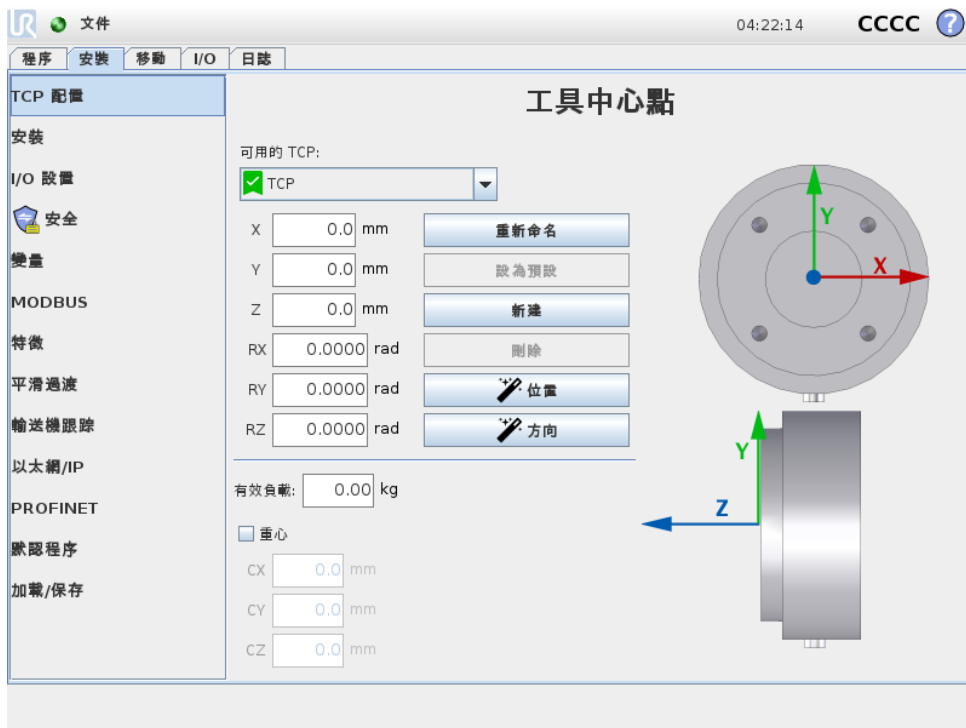 UR 文件 04:22:14 CCCC ?
程序 安裝 移動 I/O 日誌
TCP 配置
安裝
I/O 設置
安全
變量
MODBUS
特徵
平滑過渡
輸送機跟踪
以太網/IP
PROFINET
默認程序
加載/保存
工具中心點
可用的 TCP:
TCP
X 0.0 mm 重新命名
Y 0.0 mm 設為預設
Z 0.0 mm 新建
RX 0.0000 rad 刪除
RY 0.0000 rad 位置
RZ 0.0000 rad 方向
有效負載: 0.00 kg
重心
CX 0.0 mm
CY 0.0 mm
CZ 0.0 mm
Y
X
Y
Z